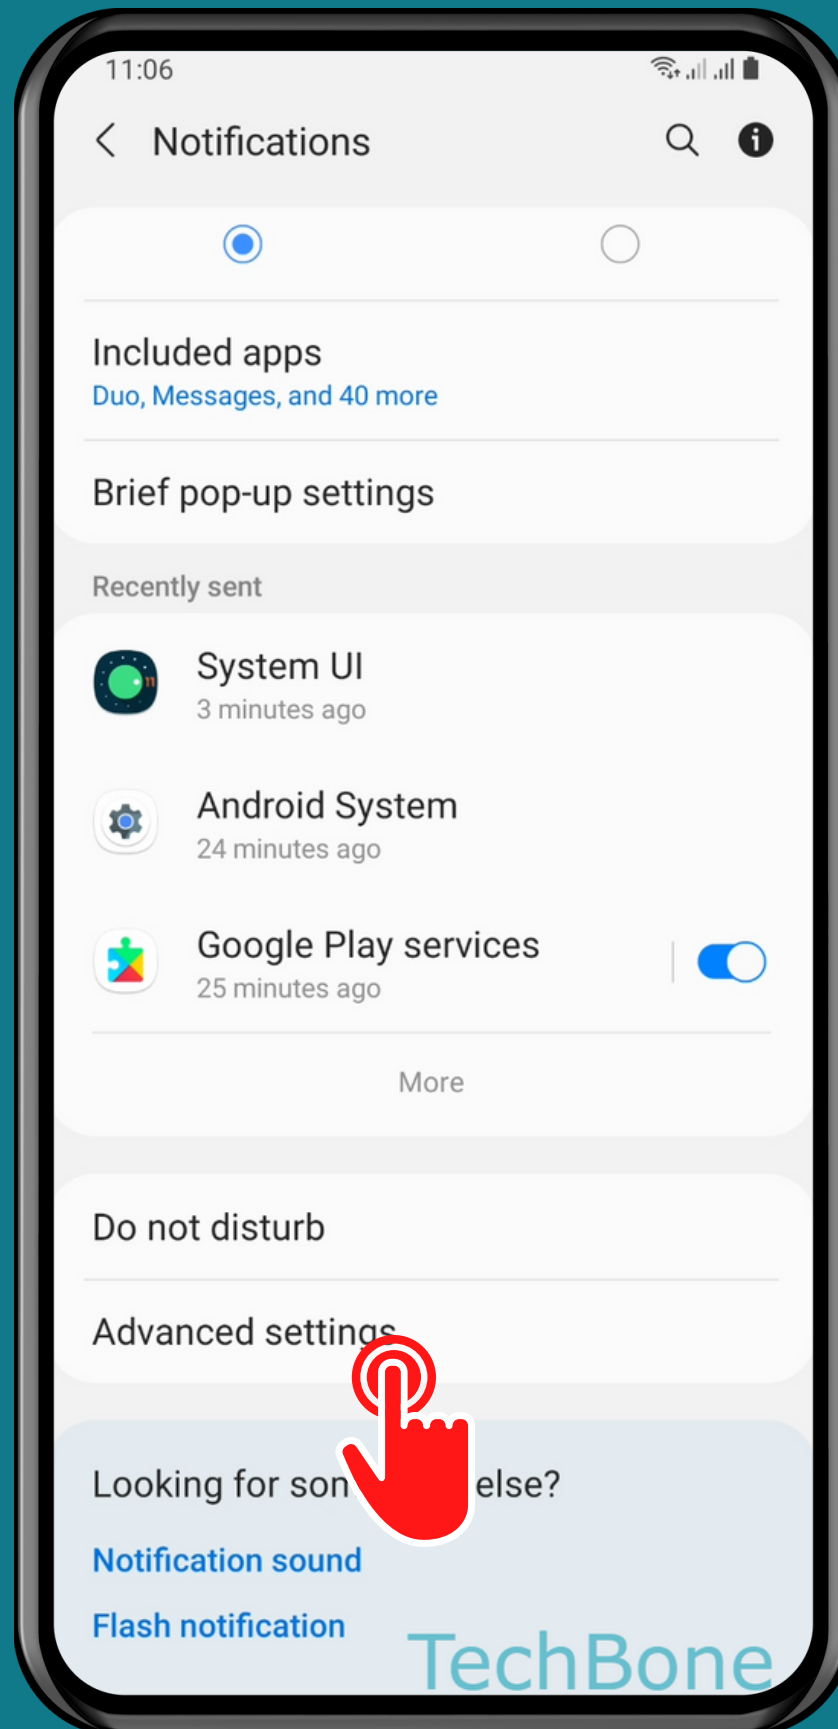 11:06
Notifications
Included apps
Duo, Messages, and 40 more
Brief pop-up settings
Recently sent
System UI
3 minutes ago
Android System
24 minutes ago
Google Play services
25 minutes ago
More
Do not disturb
Advanced settings
Looking for else?
Notification sound
Flash notification
TechBone